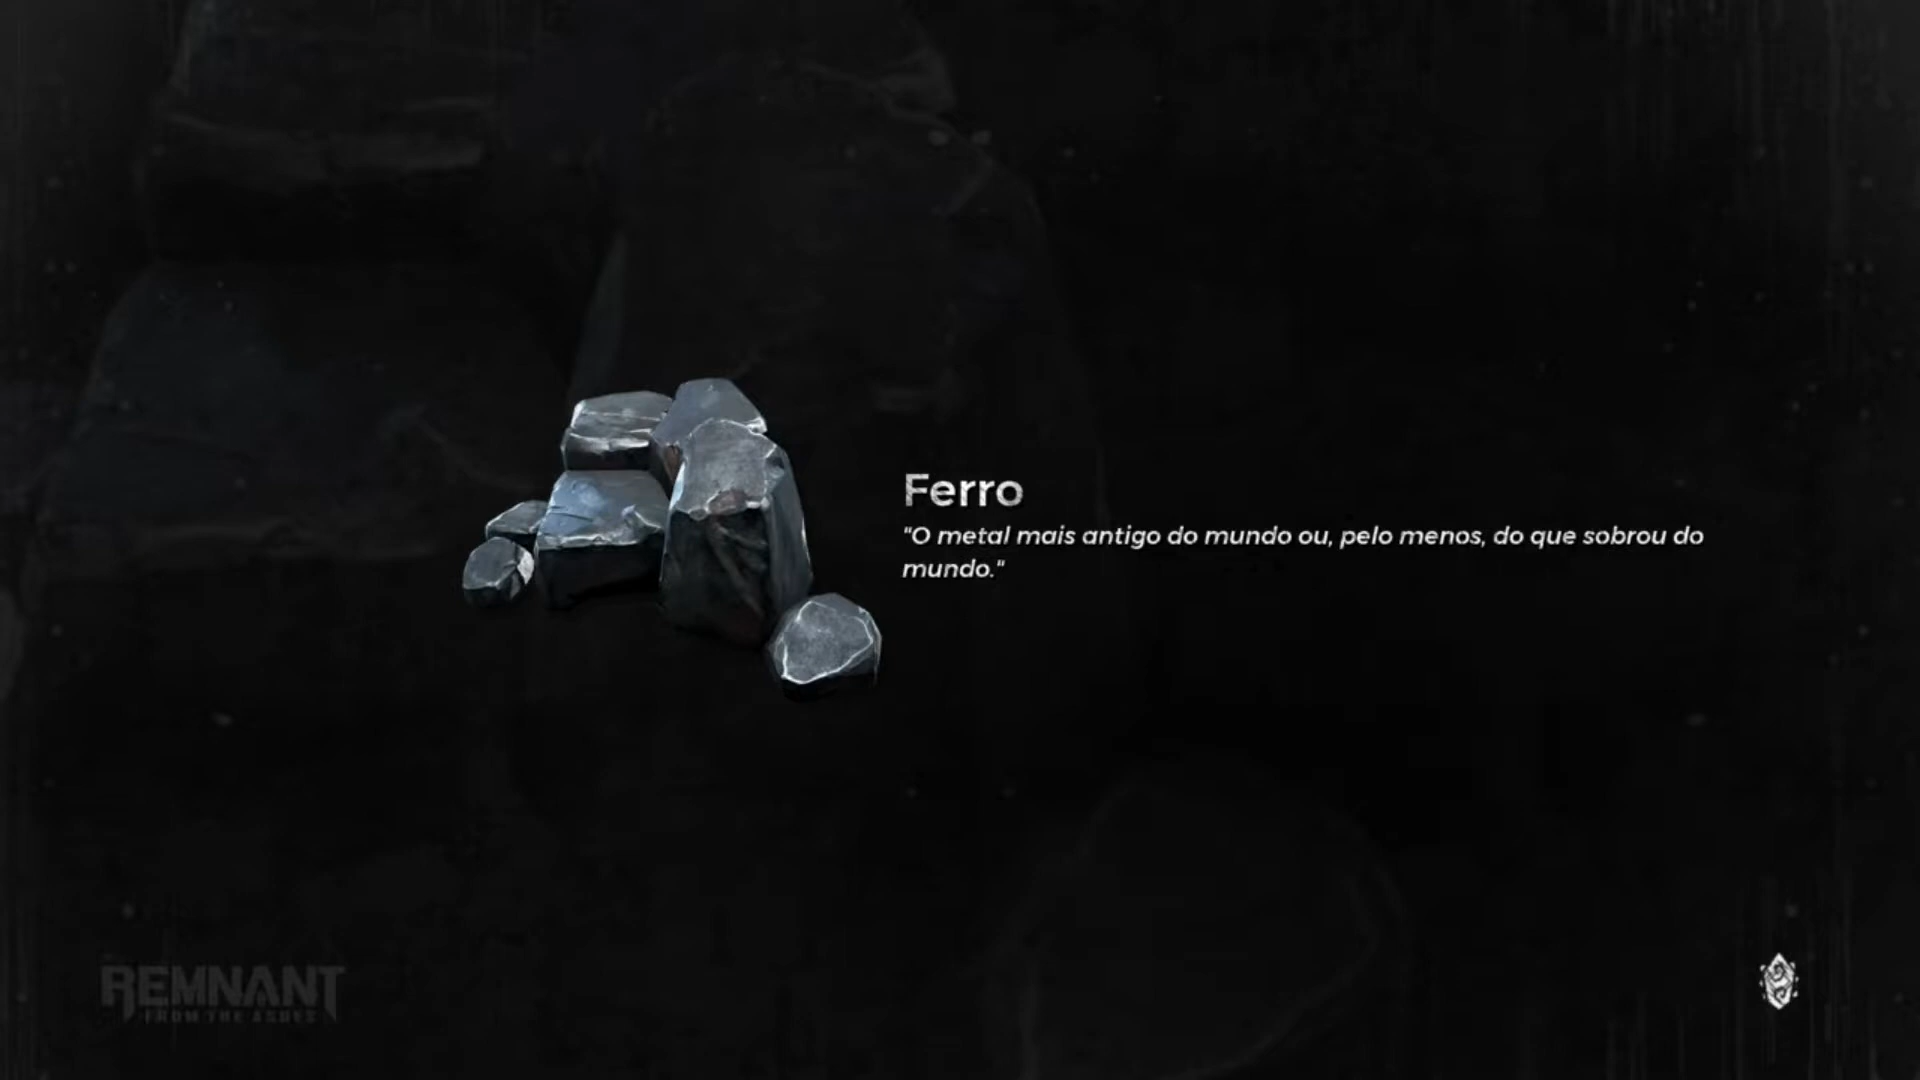 Ferro
"O metal mais antigo do mundo ou, pelo menos, do que sobrou do
mundo."
REMNANT
FROM THE ASHES